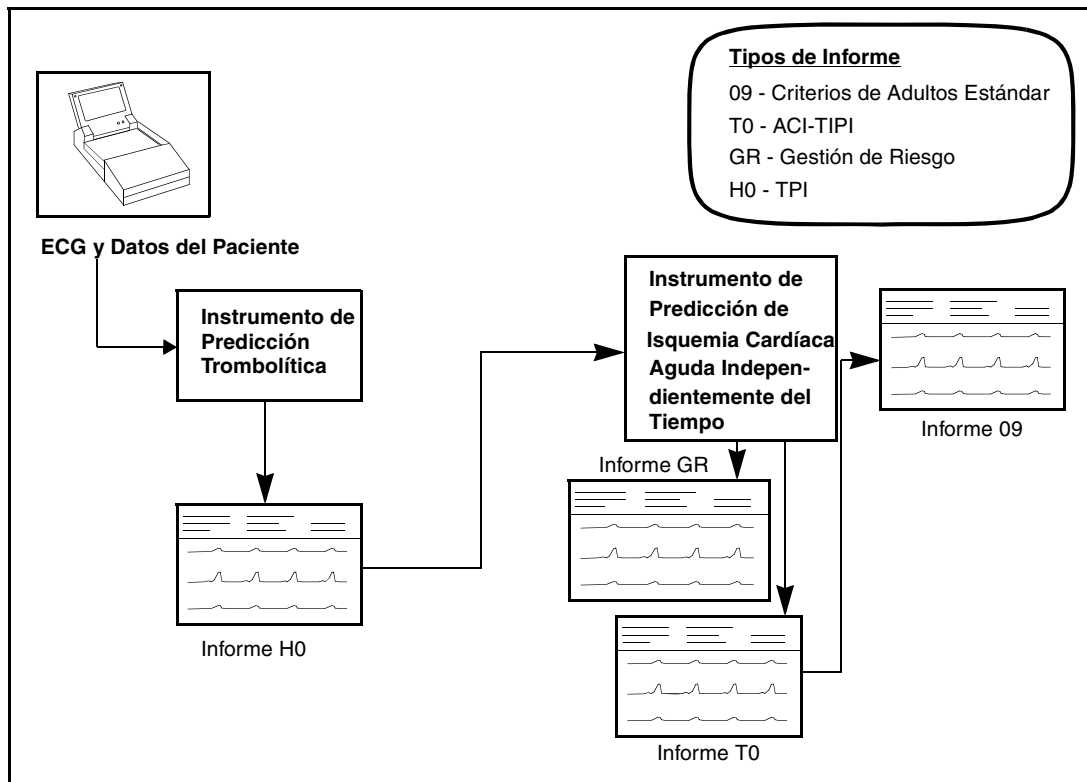 Tipos de Informe
09 - Criterios de Adultos Estándar
T0 - ACI-TIPI
GR - Gestión de Riesgo
H0 - TPI
ECG y Datos del Paciente
Instrumento de
Predicción
Trombolítica
Instrumento de
Predicción de
Isquemia Cardíaca
Aguda Indepen-
dientemente del
Tiempo
Informe 09
Informe GR
Informe H0
Informe T0